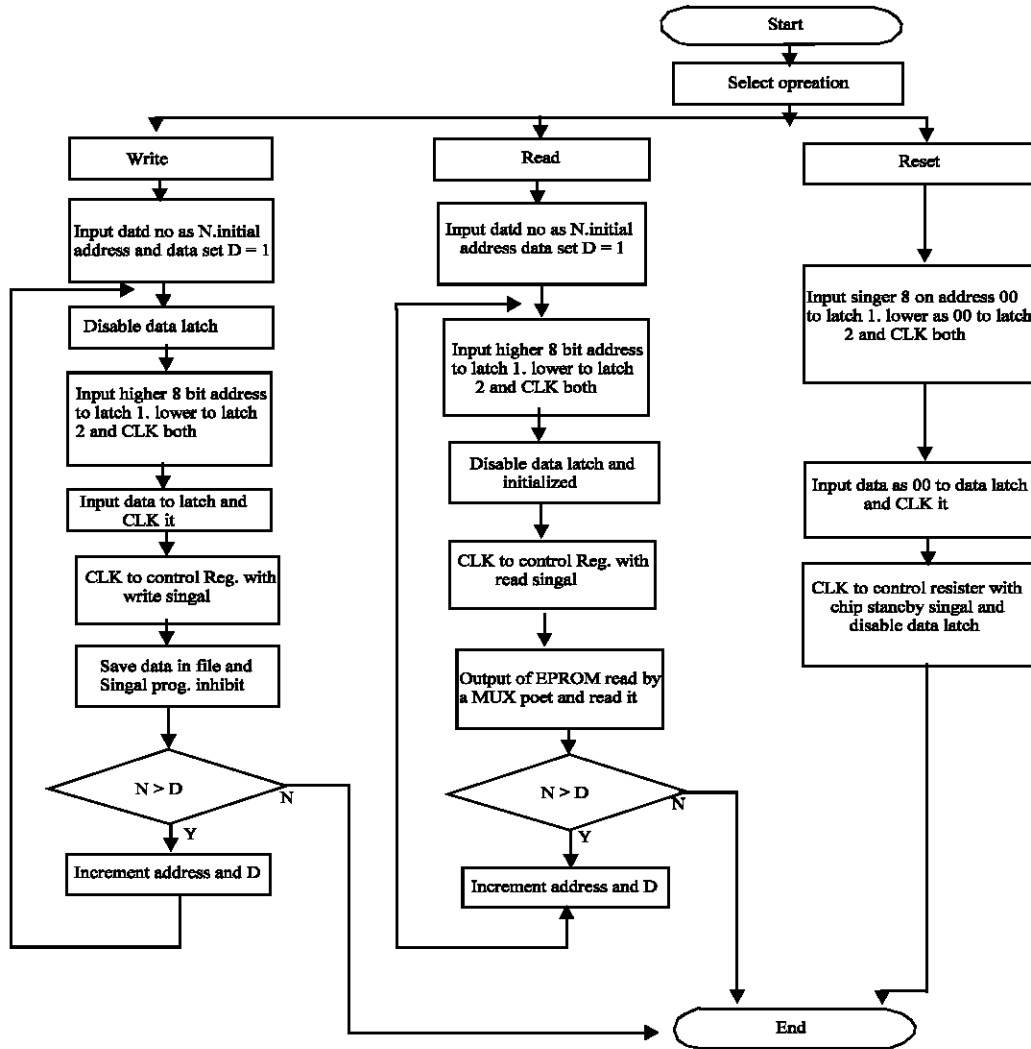 Start
Select opreation
Write
Read
Reset
Input datd no as N.initial
address and data set D = 1
Disable data latch
Input higher 8 bit address
to latch 1. lower to latch
2 and CLK both
Input data to latch and
CLK it
CLK to control Reg. with
write singal
Save data in file and
Singal prog. inhibit
N > D
N
Y
Increment address and D
Input datd no as N.initial
address data set D = 1
Input higher 8 bit address
to latch 1. lower to latch
2 and CLK both
Disable data latch and
initialized
CLK to control Reg. with
read singal
Output of EPROM read by
a MUX poet and read it
N > D
N
Y
Increment address and D
Input singer 8 on address 00
to latch 1. lower as 00 to latch
2 and CLK both
Input data as 00 to data latch
and CLK it
CLK to control resister with
chip stancby singal and
disable data latch
End